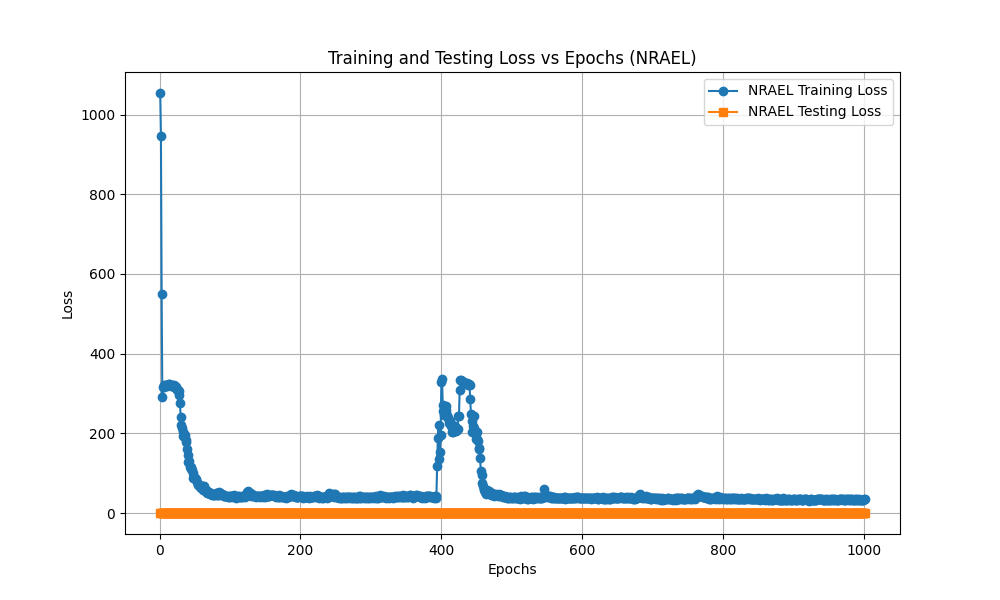 Training and Testing Loss vs Epochs (NRAEL)
NRAEL Training Loss
NRAEL Testing Loss
1000
800
600
400
200
0
Loss
0 200 400 600 800 1000
Epochs